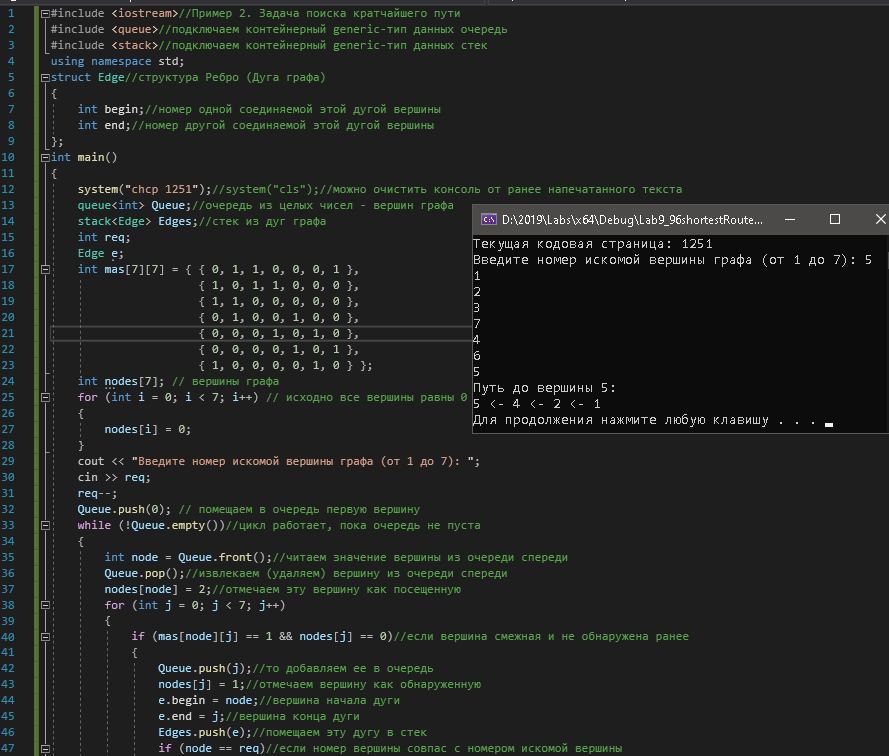 1 #include <iostream>//Пример 2. Задача поиска кратчайшего пути
2 #include <queue>//подключаем контейнерный generic-тип данных очередь
3 #include <stack>//подключаем контейнерный generic-тип данных стек
4 using namespace std;
5 struct Edge//структура Ребро (Дуга графа)
6 {
7 int begin;//номер одной соединяемой этой дугой вершины
8 int end;//номер другой соединяемой этой дугой вершины
9 };
10 int main()
11 {
12 system("chcp 1251");//system("cls");//можно очистить консоль от ранее напечатанного текста
13 queue<int> Queue;//очередь из целых чисел - вершин графа
14 stack<Edge> Edges;//стек из дуг графа
15 int req;
16 Edge e;
17 int mas[7][7] = { { 0, 1, 1, 0, 0, 0, 1 },
18 { 1, 0, 1, 1, 0, 0, 0 },
19 { 1, 1, 0, 0, 0, 0, 0 },
20 { 0, 1, 0, 0, 1, 0, 0 },
21 { 0, 0, 0, 1, 0, 1, 0 },
22 { 0, 0, 0, 0, 1, 0, 1 },
23 { 1, 0, 0, 0, 0, 1, 0 } };
24 int nodes[7]; // вершины графа
25 for (int i = 0; i < 7; i++) // исходно все вершины равны 0
26 {
27 nodes[i] = 0;
28 }
29 cout << "Введите номер искомой вершины графа (от 1 до 7): ";
30 cin >> req;
31 req--;
32 Queue.push(0); // помещаем в очередь первую вершину
33 while (!Queue.empty())//цикл работает, пока очередь не пуста
34 {
35 int node = Queue.front();//читаем значение вершины из очереди спереди
36 Queue.pop();//извлекаем (удаляем) вершину из очереди спереди
37 nodes[node] = 2;//отмечаем эту вершину как посещенную
38 for (int j = 0; j < 7; j++)
39 {
40 if (mas[node][j] == 1 && nodes[j] == 0)//если вершина смежная и не обнаружена ранее
41 {
42 Queue.push(j);//то добавляем ее в очередь
43 nodes[j] = 1;//отмечаем вершину как обнаруженную
44 e.begin = node;//вершина начала дуги
45 e.end = j;//вершина конца дуги
46 Edges.push(e);//помещаем эту дугу в стек
47 if (node == req)//если номер вершины совпас с номером искомой вершины
D:\2019\Labs\x64\Debug\Lab9_96shortestRoute...
Текущая кодовая страница: 1251
Введите номер искомой вершины графа (от 1 до 7): 5
1
2
3
7
4
6
5
Путь до вершины 5:
5 <- 4 <- 2 <- 1
Для продолжения нажмите любую клавишу . . .